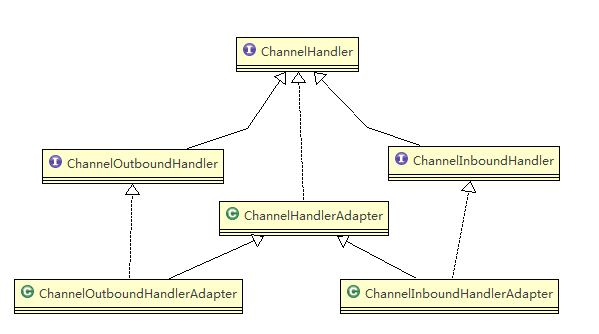 I ChannelHandler
I ChannelOutboundHandler
I ChannelInboundHandler
C ChannelHandlerAdapter
C ChannelOutboundHandlerAdapter
C ChannelInboundHandlerAdapter